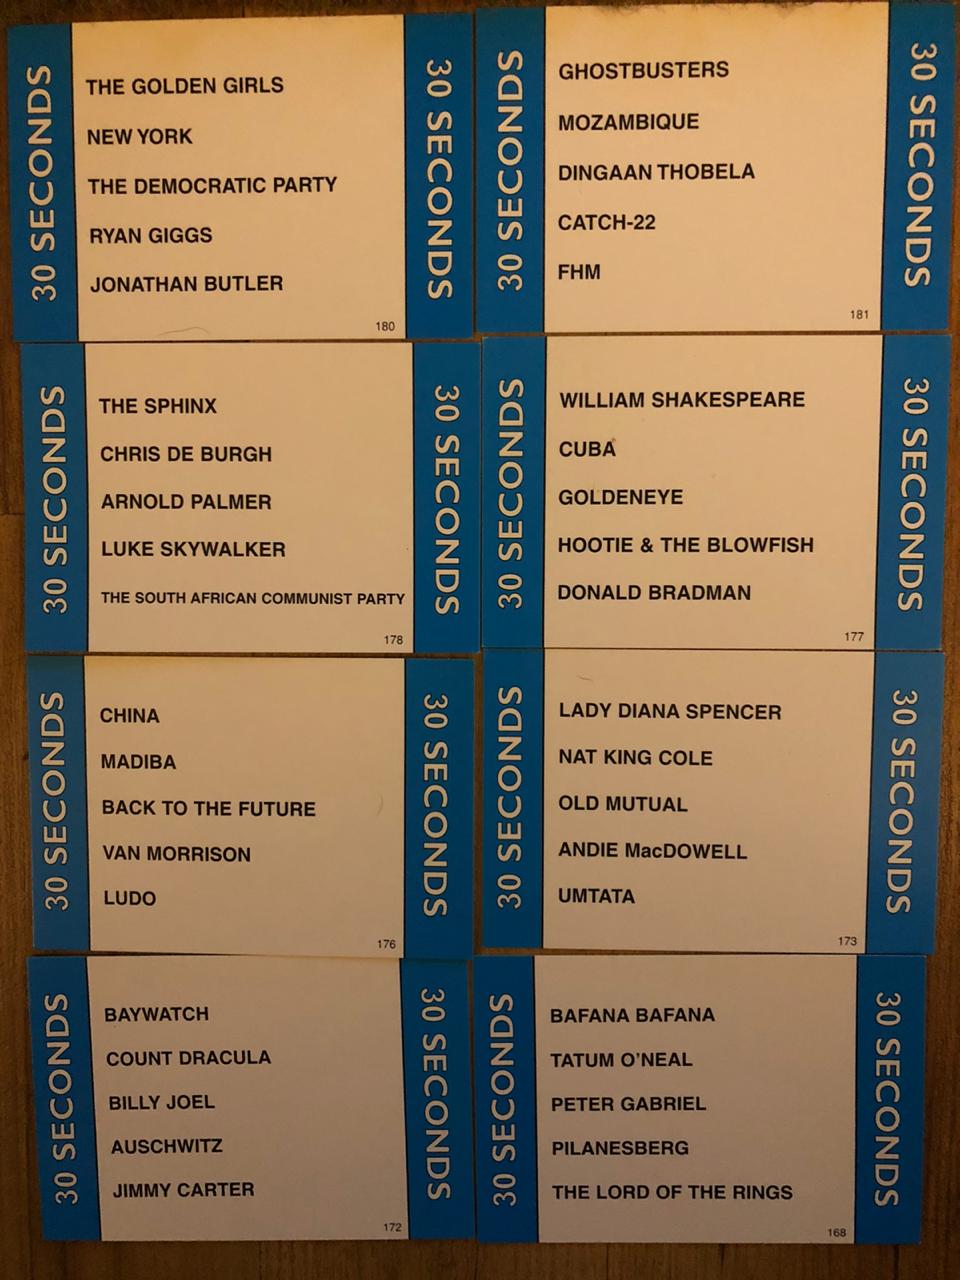 30 SECONDS
THE GOLDEN GIRLS
NEW YORK
THE DEMOCRATIC PARTY
RYAN GIGGS
JONATHAN BUTLER
180
30 SECONDS
30 SECONDS
GHOSTBUSTERS
MOZAMBIQUE
DINGAAN THOBELA
CATCH-22
FHM
181
30 SECONDS
30 SECONDS
THE SPHINX
CHRIS DE BURGH
ARNOLD PALMER
LUKE SKYWALKER
THE SOUTH AFRICAN COMMUNIST PARTY
178
30 SECONDS
30 SECONDS
WILLIAM SHAKESPEARE
CUBA
GOLDENEYE
HOOTIE & THE BLOWFISH
DONALD BRADMAN
177
30 SECONDS
30 SECONDS
CHINA
MADIBA
BACK TO THE FUTURE
VAN MORRISON
LUDO
176
30 SECONDS
30 SECONDS
LADY DIANA SPENCER
NAT KING COLE
OLD MUTUAL
ANDIE MacDOWELL
UMTATA
173
30 SECONDS
30 SECONDS
BAYWATCH
COUNT DRACULA
BILLY JOEL
AUSCHWITZ
JIMMY CARTER
172
30 SECONDS
30 SECONDS
BAFANA BAFANA
TATUM O'NEAL
PETER GABRIEL
PILANESBERG
THE LORD OF THE RINGS
168
30 SECONDS